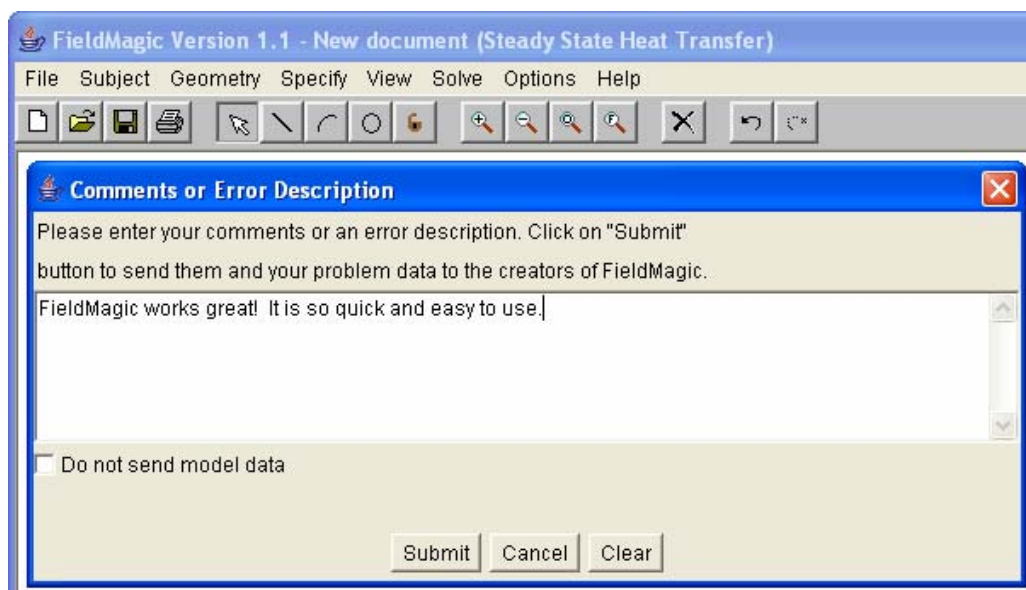 FieldMagic Version 1.1 - New document (Steady State Heat Transfer)
File Subject Geometry Specify View Solve Options Help
Comments or Error Description
Please enter your comments or an error description. Click on "Submit"
button to send them and your problem data to the creators of FieldMagic.
FieldMagic works great! It is so quick and easy to use.
Do not send model data
Submit Cancel Clear